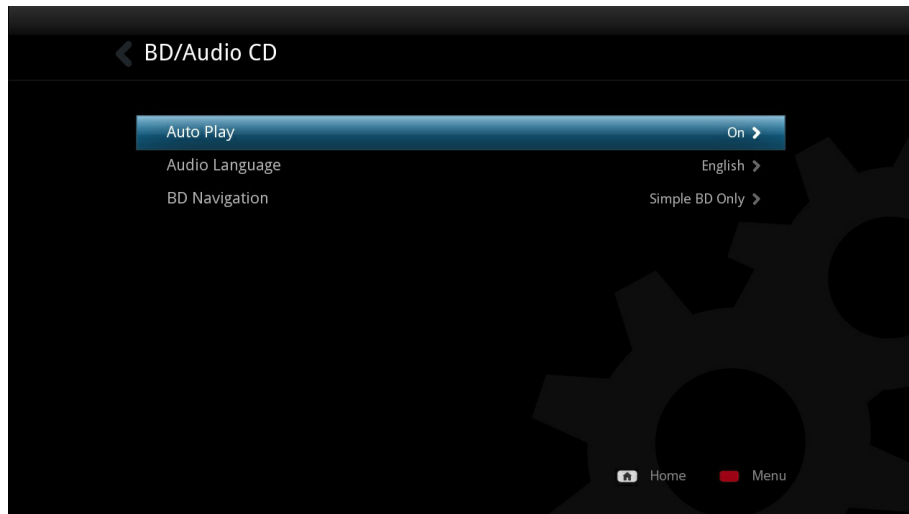 BD/Audio CD
Auto Play On
Audio Language English
BD Navigation Simple BD Only
Home Menu